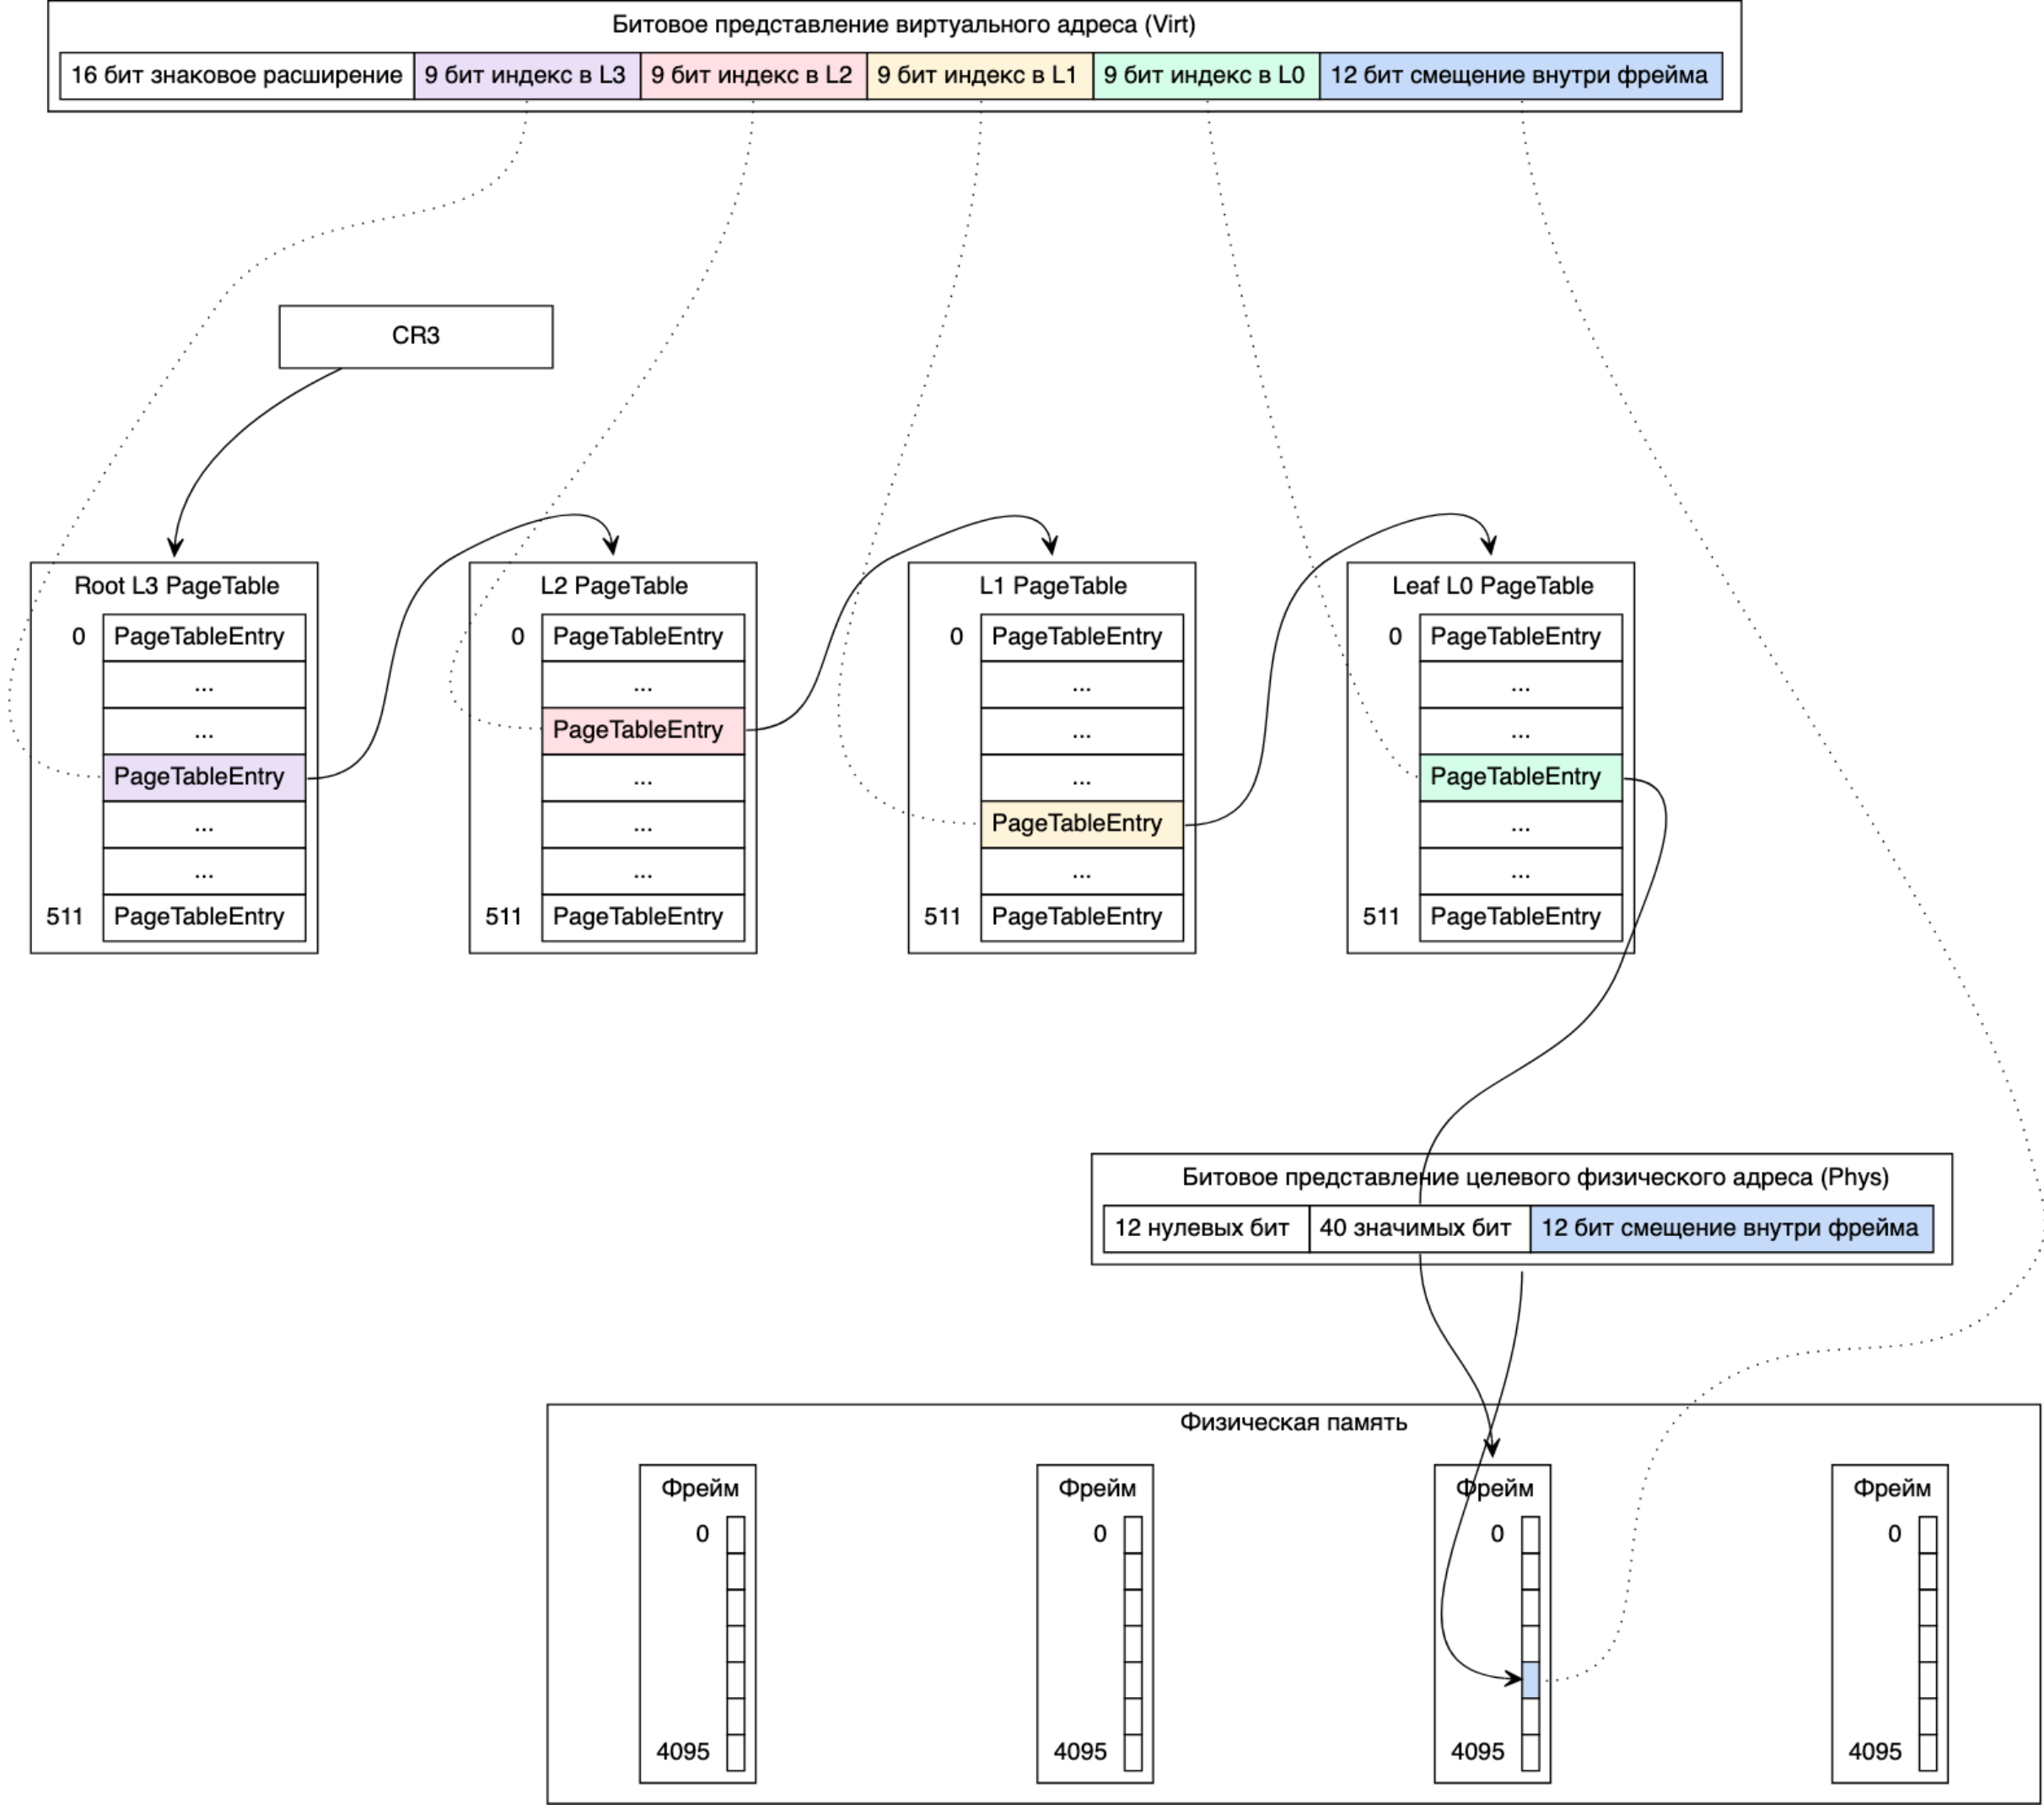 Битовое представление виртуального адреса (Virt)
16 бит знаковое расширение 9 бит индекс в L3 9 бит индекс в L2 9 бит индекс в L1 9 бит индекс в L0 12 бит смещение внутри фрейма
CR3
Root L3 PageTable
0 PageTableEntry
...
...
PageTableEntry
...
...
511 PageTableEntry
L2 PageTable
0 PageTableEntry
...
PageTableEntry
...
...
...
511 PageTableEntry
L1 PageTable
0 PageTableEntry
...
...
...
PageTableEntry
...
511 PageTableEntry
Leaf L0 PageTable
0 PageTableEntry
...
...
PageTableEntry
...
...
511 PageTableEntry
Битовое представление целевого физического адреса (Phys)
12 нулевых бит 40 значимых бит 12 бит смещение внутри фрейма
Физическая память
Фрейм
0
4095
Фрейм
0
4095
Фрейм
0
4095
Фрейм
0
4095